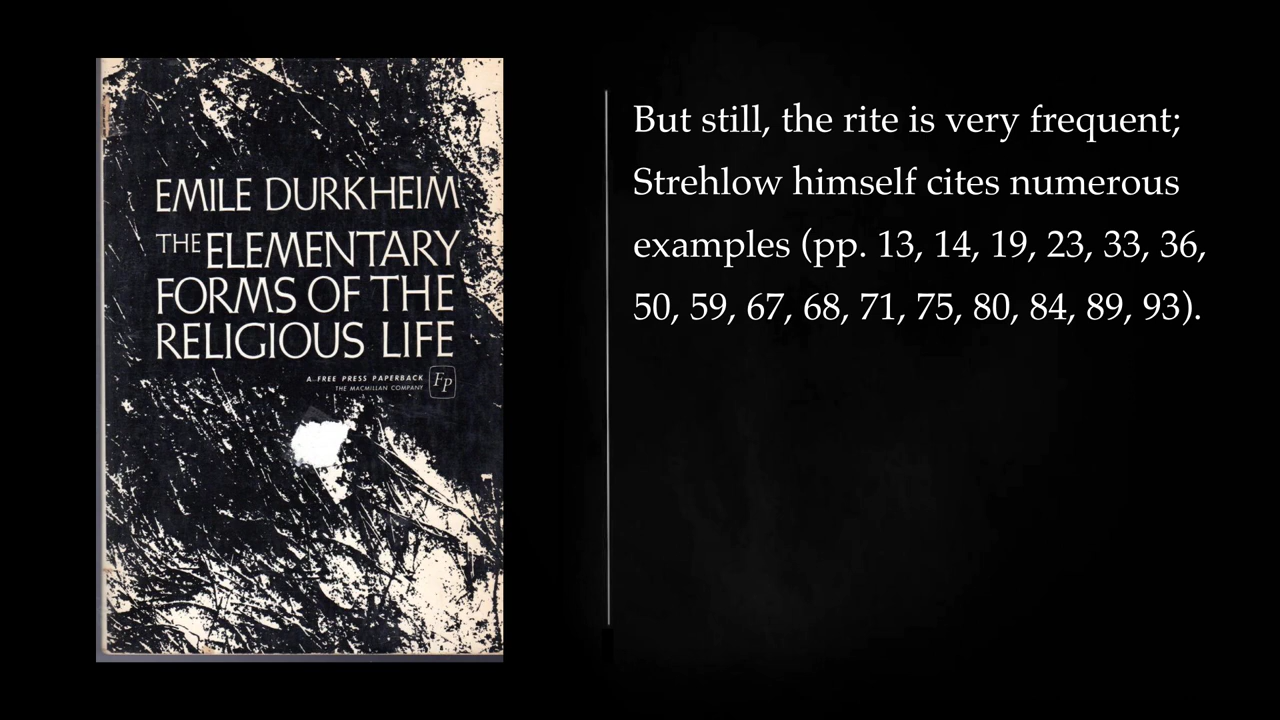 EMILE DURKHEIM
THE ELEMENTARY
FORMS OF THE
RELIGIOUS LIFE
A FREE PRESS PAPERBACK
THE MACMILLAN COMPANY
FP
But still, the rite is very frequent;
Strehlow himself cites numerous
examples (pp. 13, 14, 19, 23, 33, 36,
50, 59, 67, 68, 71, 75, 80, 84, 89, 93).